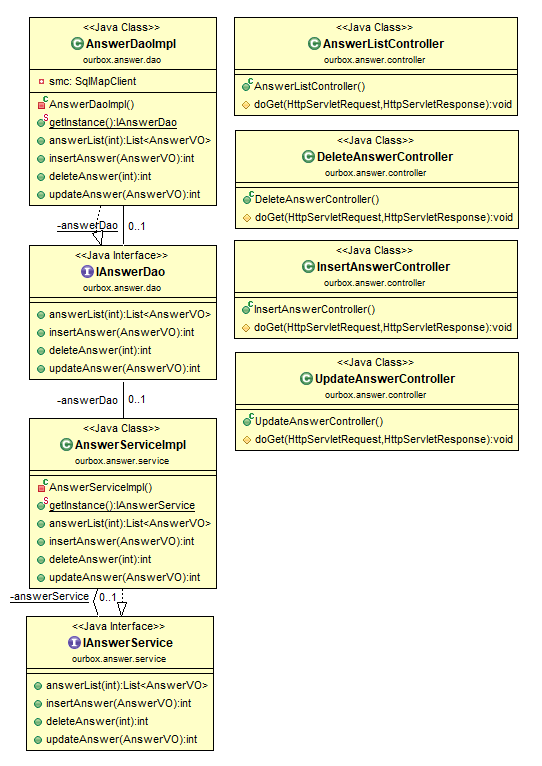 <<Java Class>>
AnswerDaoImpl
ourbox.answer.dao
smc: SqlMapClient
AnswerDaoImpl()
getInstance():IAnswerDao
answerList(int):List<AnswerVO>
insertAnswer(AnswerVO):int
deleteAnswer(int):int
updateAnswer(AnswerVO):int
-answerDao 0..1
<<Java Interface>>
IAnswerDao
ourbox.answer.dao
answerList(int):List<AnswerVO>
insertAnswer(AnswerVO):int
deleteAnswer(int):int
updateAnswer(AnswerVO):int
-answerDao 0..1
<<Java Class>>
AnswerServiceImpl
ourbox.answer.service
AnswerServiceImpl()
getInstance():IAnswerService
answerList(int):List<AnswerVO>
insertAnswer(AnswerVO):int
deleteAnswer(int):int
updateAnswer(AnswerVO):int
-answerService 0..1
<<Java Interface>>
IAnswerService
ourbox.answer.service
answerList(int):List<AnswerVO>
insertAnswer(AnswerVO):int
deleteAnswer(int):int
updateAnswer(AnswerVO):int
<<Java Class>>
AnswerListController
ourbox.answer.controller
AnswerListController()
doGet(HttpServletRequest,HttpServletResponse):void
<<Java Class>>
DeleteAnswerController
ourbox.answer.controller
DeleteAnswerController()
doGet(HttpServletRequest,HttpServletResponse):void
<<Java Class>>
InsertAnswerController
ourbox.answer.controller
InsertAnswerController()
doGet(HttpServletRequest,HttpServletResponse):void
<<Java Class>>
UpdateAnswerController
ourbox.answer.controller
UpdateAnswerController()
doGet(HttpServletRequest,HttpServletResponse):void